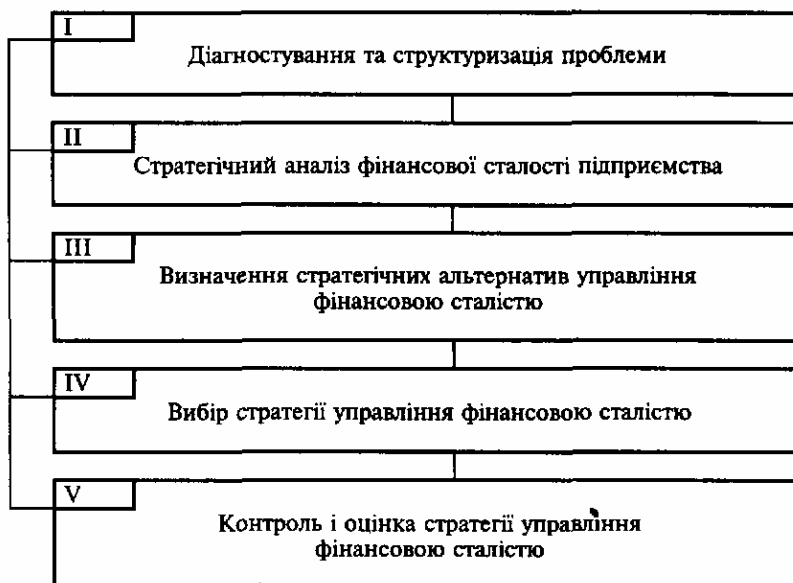 I
Діагностування та структуризація проблеми
II
Стратегічний аналіз фінансової сталості підприємства
III
Визначення стратегічних альтернатив управління
фінансовою сталістю
IV
Вибір стратегії управління фінансовою сталістю
V
Контроль і оцінка стратегії управління
фінансовою сталістю